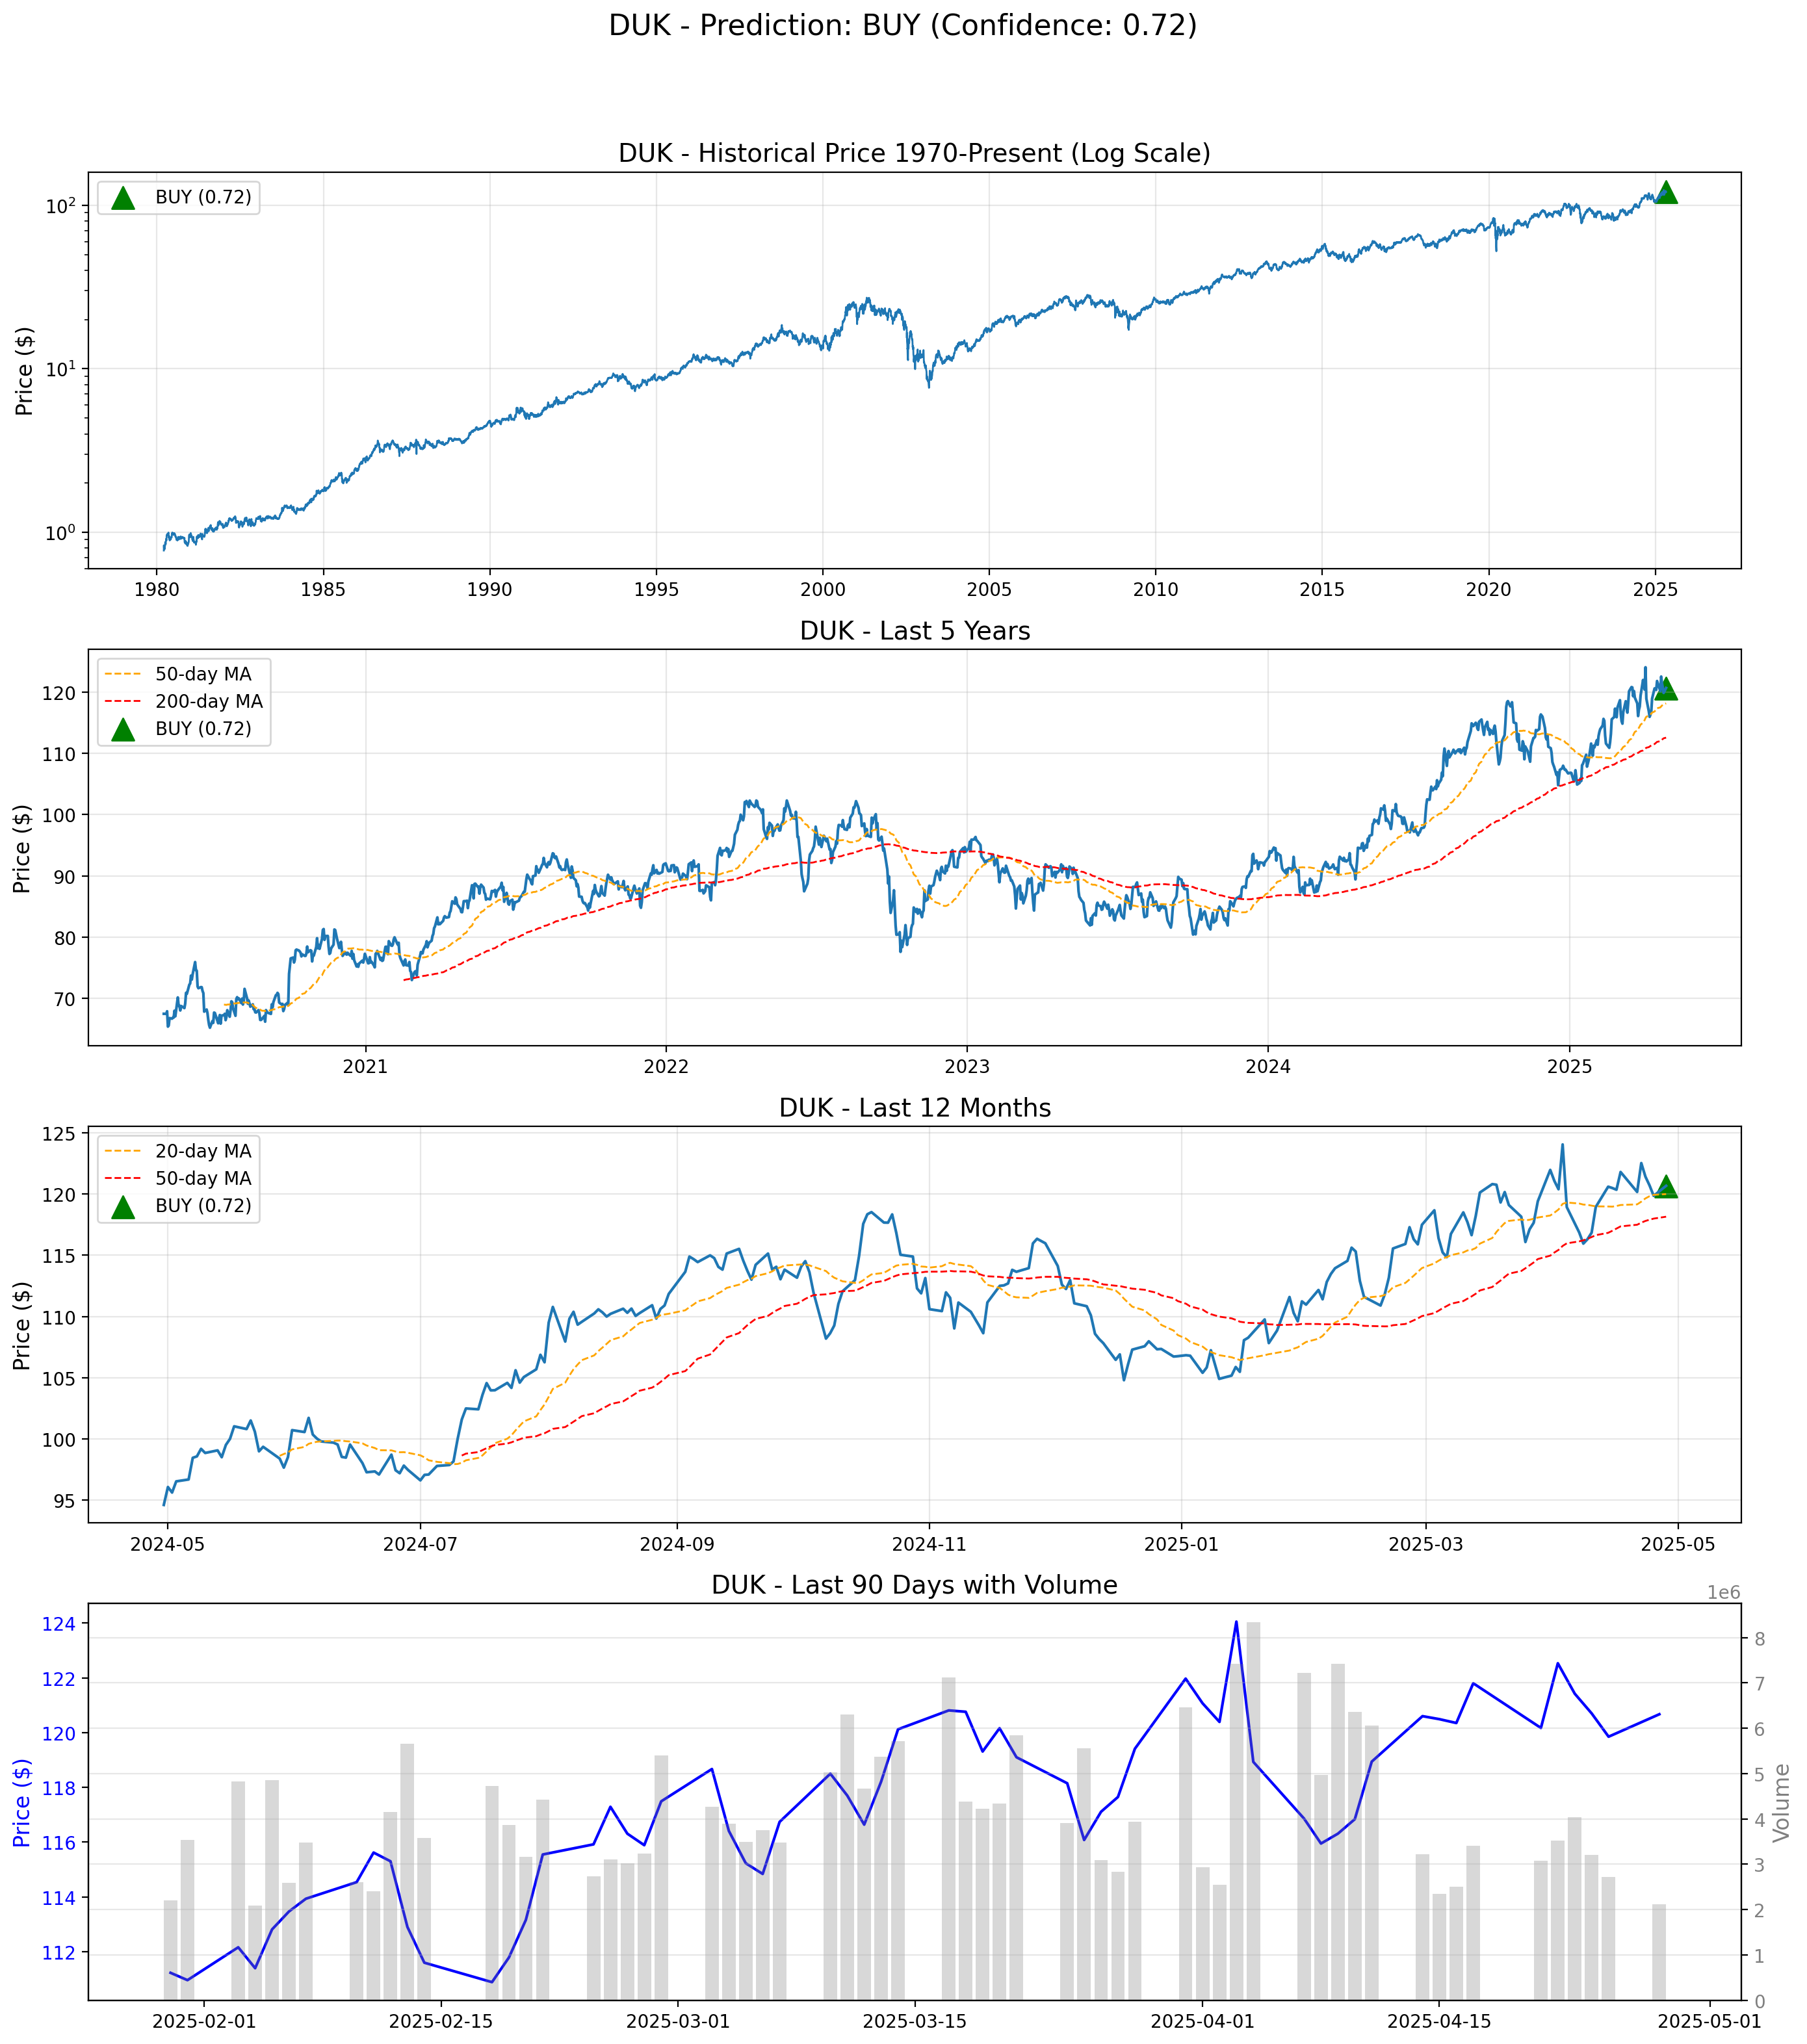 DUK - Prediction: BUY (Confidence: 0.72)
DUK - Historical Price 1970-Present (Log Scale)
BUY (0.72)
Price ($)
10²
10¹
10⁰
1980 1985 1990 1995 2000 2005 2010 2015 2020 2025
DUK - Last 5 Years
50-day MA
200-day MA
BUY (0.72)
Price ($)
120
110
100
90
80
70
2021 2022 2023 2024 2025
DUK - Last 12 Months
20-day MA
50-day MA
BUY (0.72)
Price ($)
125
120
115
110
105
100
95
2024-05 2024-07 2024-09 2024-11 2025-01 2025-03 2025-05
DUK - Last 90 Days with Volume
1e6
Price ($)
124
122
120
118
116
114
112
8
7
6
5
4
3
2
1
0
Volume
2025-02-01 2025-02-15 2025-03-01 2025-03-15 2025-04-01 2025-04-15 2025-05-01